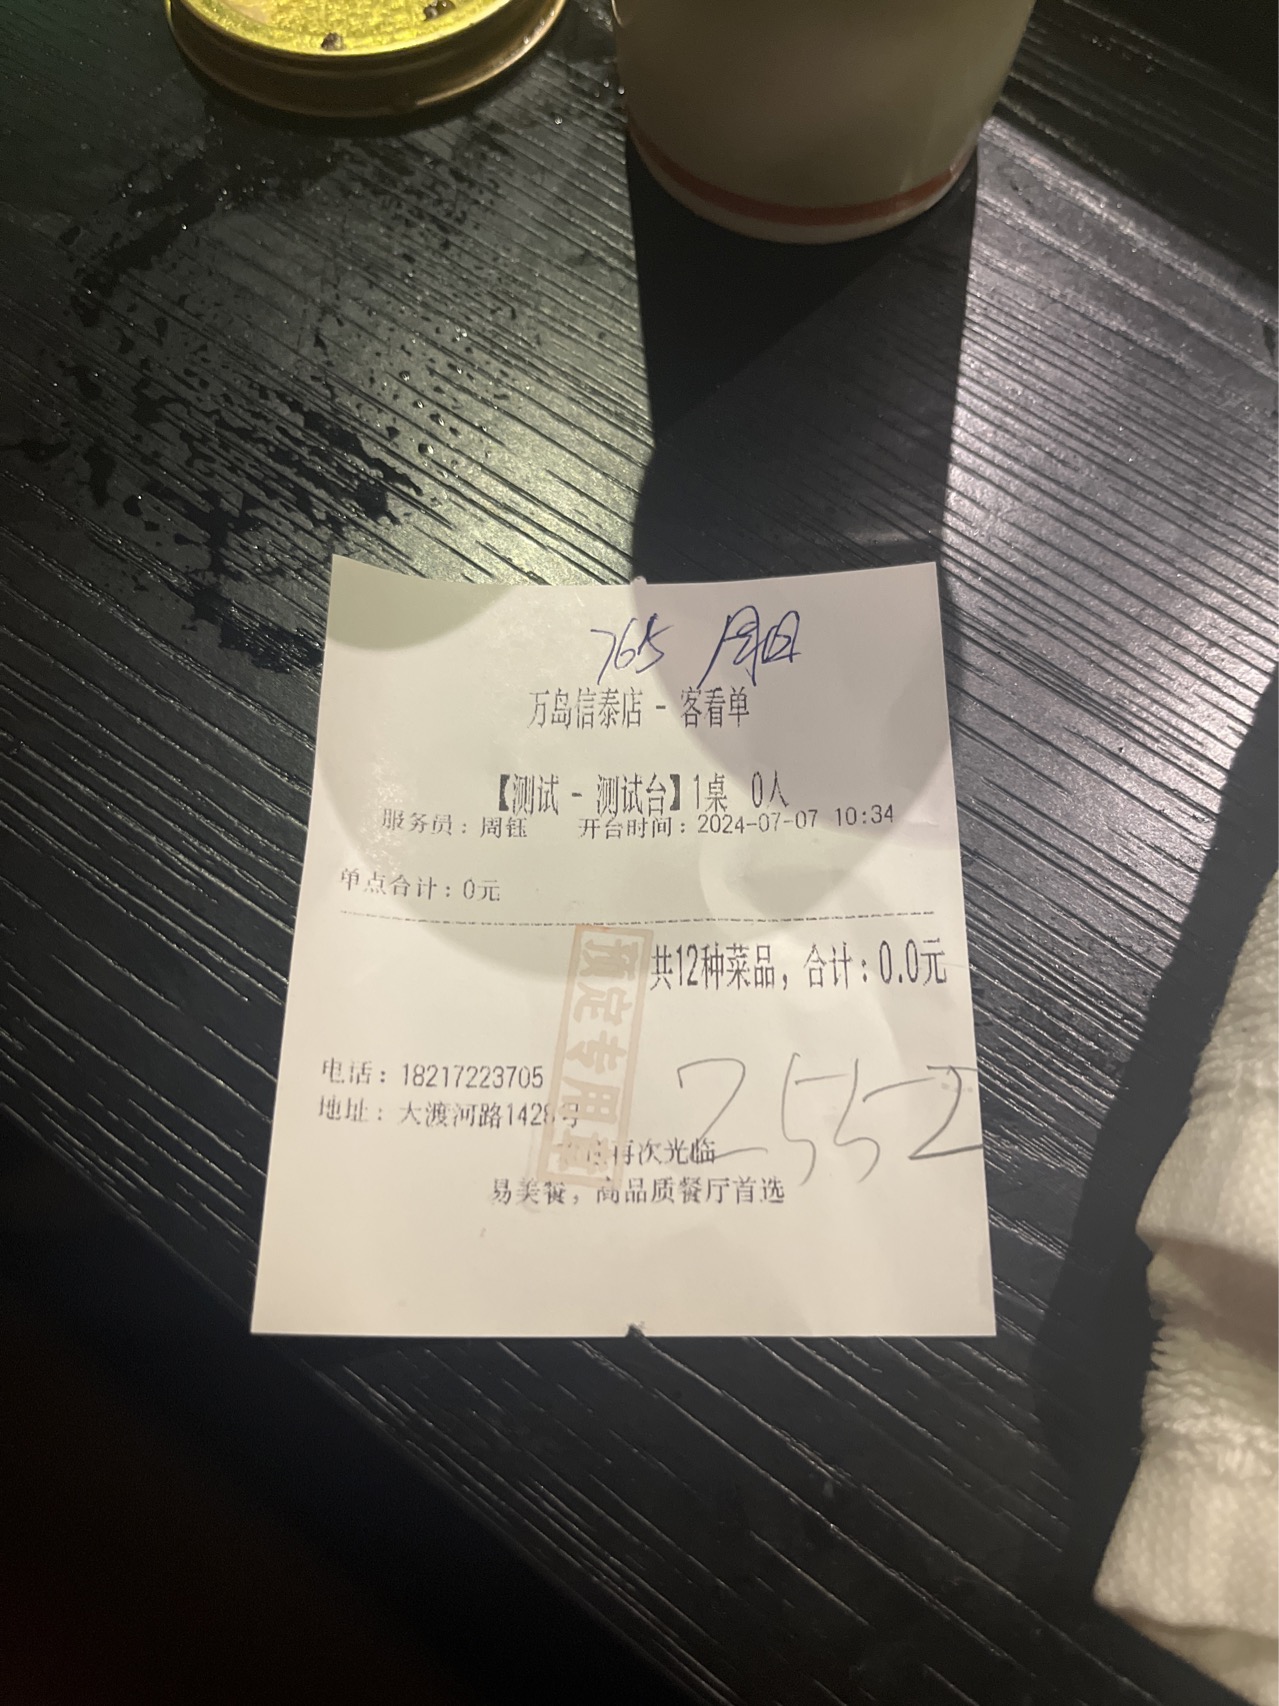 765
万岛信泰店 - 客看单
【测试 - 测试台】1桌 0人
服务员：周钰 开台时间：2024-07-07 10:34
单点合计：0元
共12种菜品，合计：0.0元
预定专用章
电话：18217223705
2552
地址：大渡河路1428号
再次光临
易美餐，高品质餐厅首选